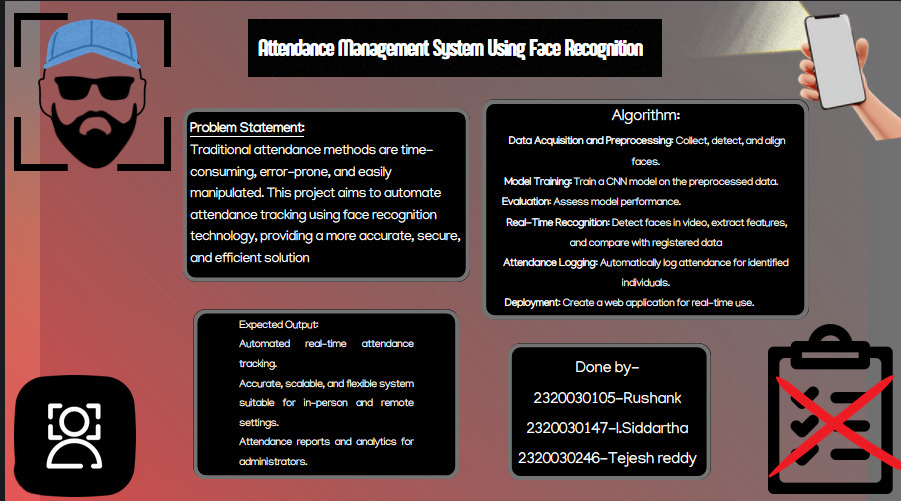 Attendance Management System Using Face Recognition
Problem Statement:
Traditional attendance methods are time-
consuming, error-prone, and easily
manipulated. This project aims to automate
attendance tracking using face recognition
technology, providing a more accurate, secure,
and efficient solution
Algorithm:
Data Acquisition and Preprocessing: Collect, detect, and align
faces.
Model Training: Train a CNN model on the preprocessed data.
Evaluation: Assess model performance.
Real-Time Recognition: Detect faces in video, extract features,
and compare with registered data
Attendance Logging: Automatically log attendance for identified
individuals.
Deployment: Create a web application for real-time use.
Expected Output:
Automated real-time attendance
tracking.
Accurate, scalable, and flexible system
suitable for in-person and remote
settings.
Attendance reports and analytics for
administrators.
Done by-
2320030105-Rushank
2320030147-I.Siddartha
2320030246-Tejesh reddy